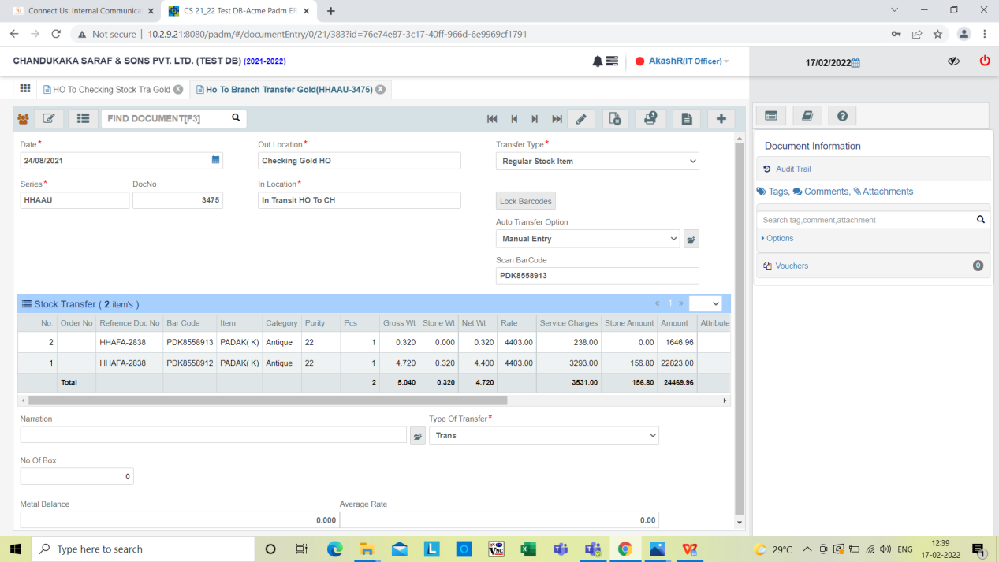 Connect Us: Internal Communica
CS 21_22 Test DB-Acme Padm ER
Not secure
10.2.9.21:8080/padm/#/documentEntry/0/21/383?id=76e74e87-3c17-40ff-966d-6e9969cf1791
CHANDUKAKA SARAF & SONS PVT. LTD. (TEST DB) (2021-2022)
AkashR(IT Officer)
17/02/2022
HO To Checking Stock Tra Gold
Ho To Branch Transfer Gold(HHAAU-3475)
FIND DOCUMENT[F3]
3
Date*
Out Location*
Transfer Type*
24/08/2021
Checking Gold HO
Regular Stock Item
Series*
DocNo
In Location*
HHAAU
3475
In Transit HO To CH
Lock Barcodes
Auto Transfer Option
Manual Entry
Scan BarCode
PDK8558913
Stock Transfer ( 2 item's )
« 1 »
No. Order No Refrence Doc No Bar Code Item Category Purity Pcs Gross Wt Stone Wt Net Wt Rate Service Charges Stone Amount Amount Attribute
2 HHAFA-2838 PDK8558913 PADAK( K) Antique 22 1 0.320 0.000 0.320 4403.00 238.00 0.00 1646.96
1 HHAFA-2838 PDK8558912 PADAK( K) Antique 22 1 4.720 0.320 4.400 4403.00 3293.00 156.80 22823.00
Total 2 5.040 0.320 4.720 3531.00 156.80 24469.96
Narration
Type Of Transfer*
Trans
No Of Box
0
Metal Balance
Average Rate
0.000
0.00
Document Information
Audit Trail
Tags, Comments, Attachments
Search tag,comment,attachment
Options
Vouchers
0
Type here to search
29°C
ENG
12:39
17-02-2022
1